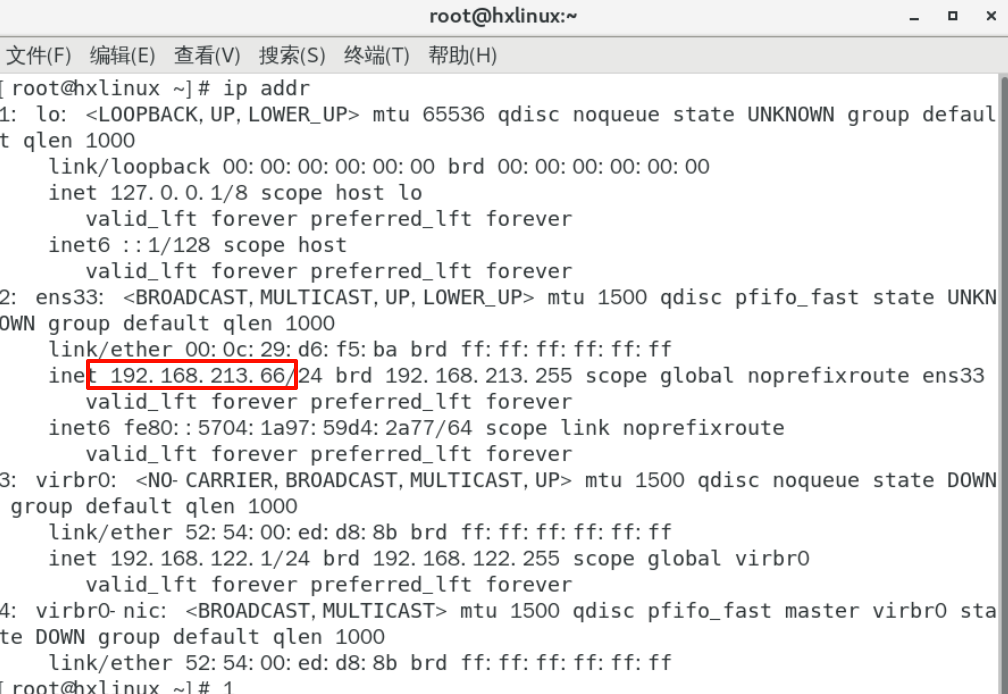 root@hxlinux:~
文件(F) 编辑(E) 查看(V) 搜索(S) 终端(T) 帮助(H)
[root@hxlinux ~]# ip addr
1: lo: <LOOPBACK,UP,LOWER_UP> mtu 65536 qdisc noqueue state UNKNOWN group defaul
t qlen 1000
    link/loopback 00:00:00:00:00:00 brd 00:00:00:00:00:00
    inet 127.0.0.1/8 scope host lo
       valid_lft forever preferred_lft forever
    inet6 ::1/128 scope host
       valid_lft forever preferred_lft forever
2: ens33: <BROADCAST,MULTICAST,UP,LOWER_UP> mtu 1500 qdisc pfifo_fast state UNKN
OWN group default qlen 1000
    link/ether 00:0c:29:d6:f5:ba brd ff:ff:ff:ff:ff:ff
    inet 192.168.213.66/24 brd 192.168.213.255 scope global noprefixroute ens33
       valid_lft forever preferred_lft forever
    inet6 fe80::5704:1a97:59d4:2a77/64 scope link noprefixroute
       valid_lft forever preferred_lft forever
3: virbr0: <NO-CARRIER,BROADCAST,MULTICAST,UP> mtu 1500 qdisc noqueue state DOWN
 group default qlen 1000
    link/ether 52:54:00:ed:d8:8b brd ff:ff:ff:ff:ff:ff
    inet 192.168.122.1/24 brd 192.168.122.255 scope global virbr0
       valid_lft forever preferred_lft forever
4: virbr0-nic: <BROADCAST,MULTICAST> mtu 1500 qdisc pfifo_fast master virbr0 sta
te DOWN group default qlen 1000
    link/ether 52:54:00:ed:d8:8b brd ff:ff:ff:ff:ff:ff
[root@hxlinux ~]# 1